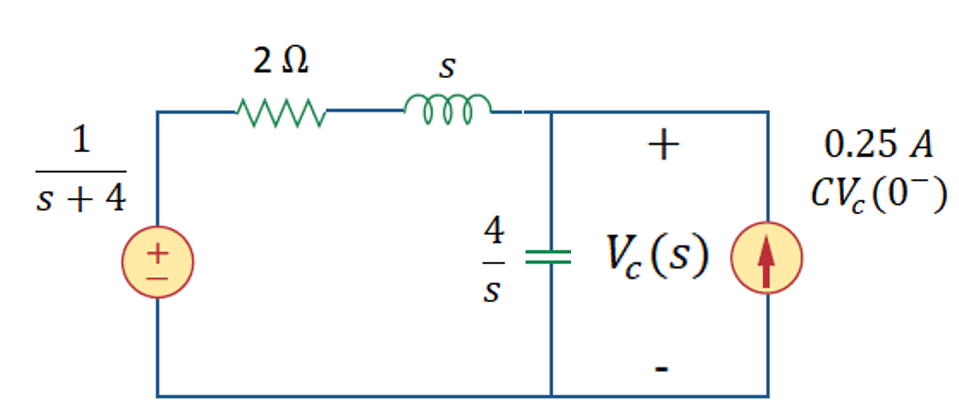 2 Ω
s
1
s + 4
+
−
4
s
+
V_c(s)
-
0.25 A
CV_c(0⁻)